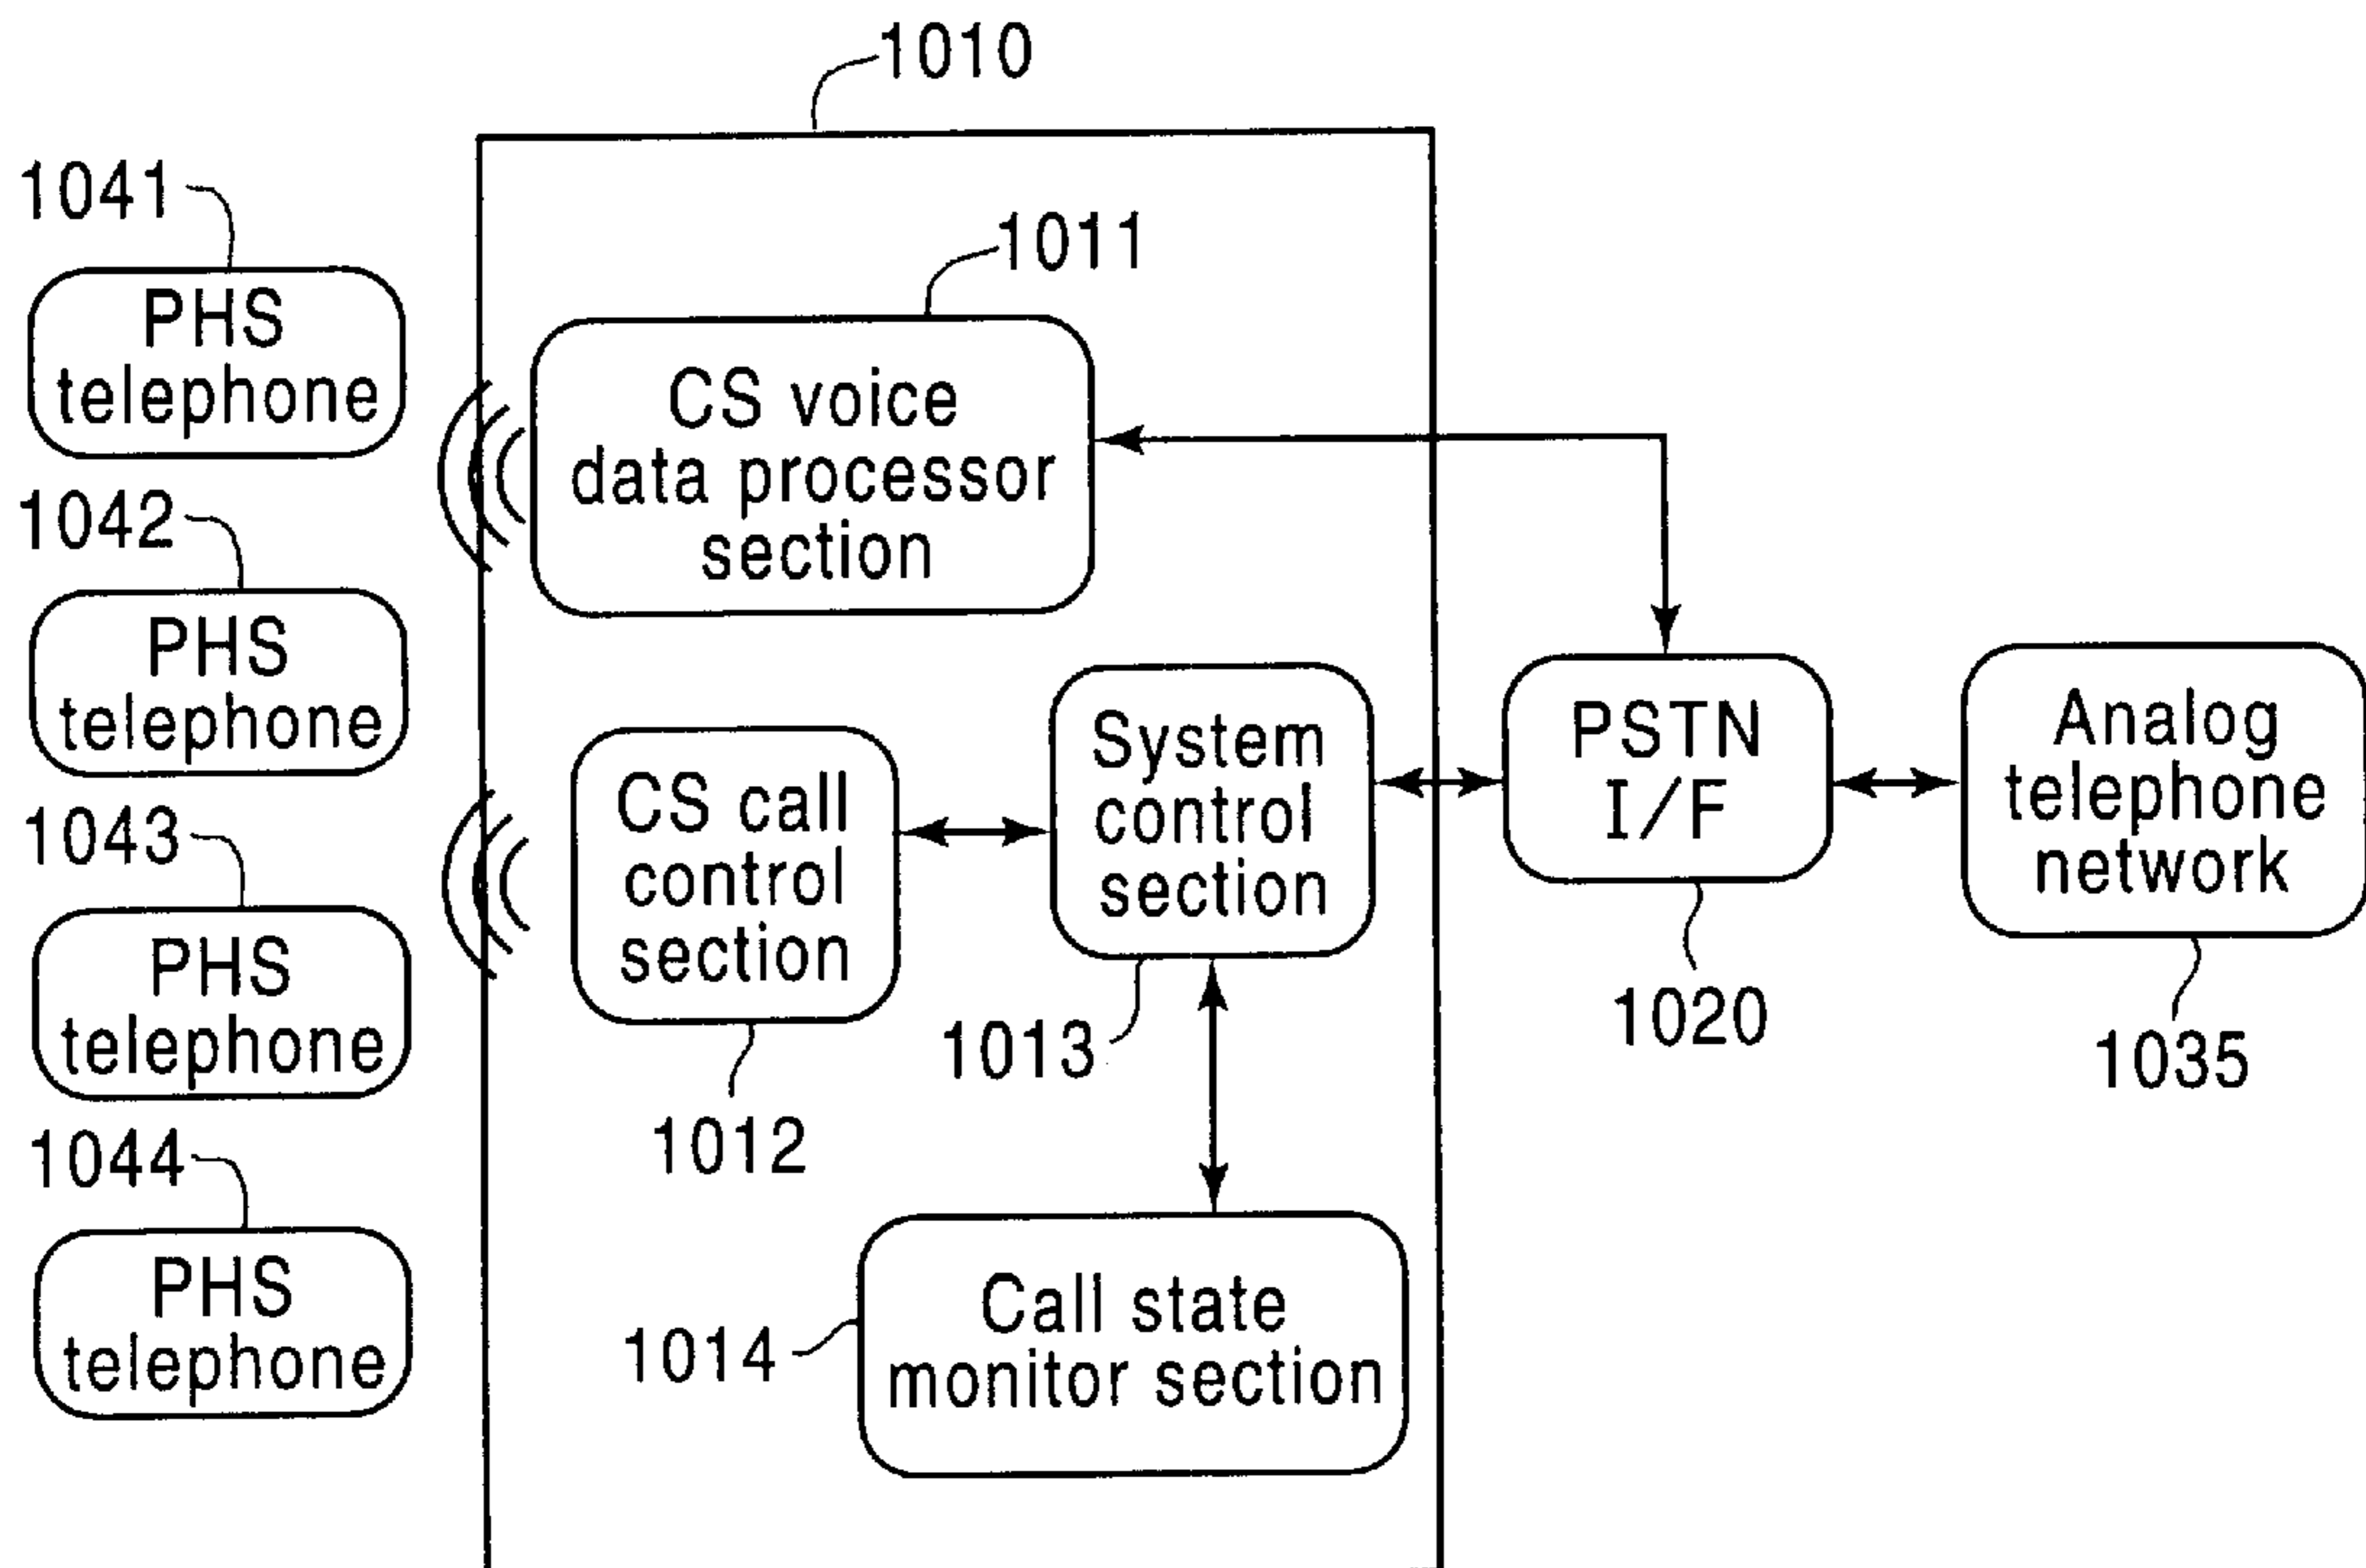 1010
1041
PHS
telephone
1042
PHS
telephone
1043
PHS
telephone
1044
PHS
telephone
1011
CS voice
data processor
section
CS call
control
section
1012
System
control
section
1013
Call state
monitor section
1014
PSTN
I/F
1020
Analog
telephone
network
1035